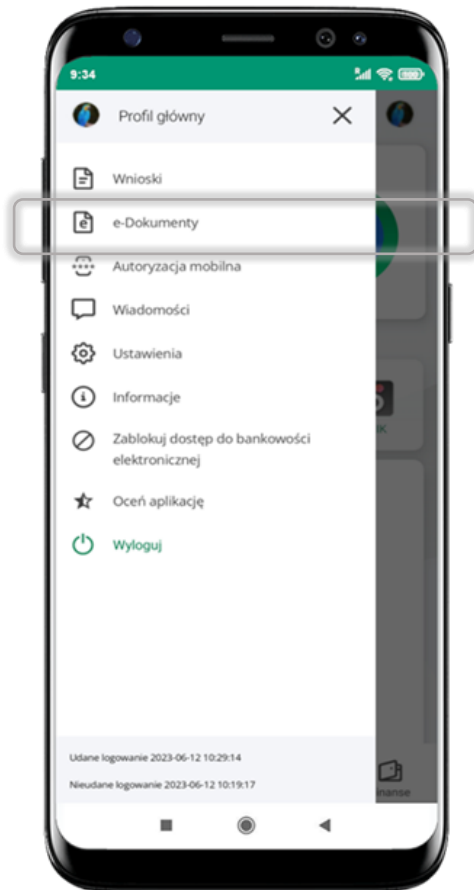 9:34
Profil główny
Wnioski
e-Dokumenty
Autoryzacja mobilna
Wiadomości
Ustawienia
Informacje
Zablokuj dostęp do bankowości
elektronicznej
Oceń aplikację
Wyloguj
Udane logowanie 2023-06-12 10:29:14
Nieudane logowanie 2023-06-12 10:19:17